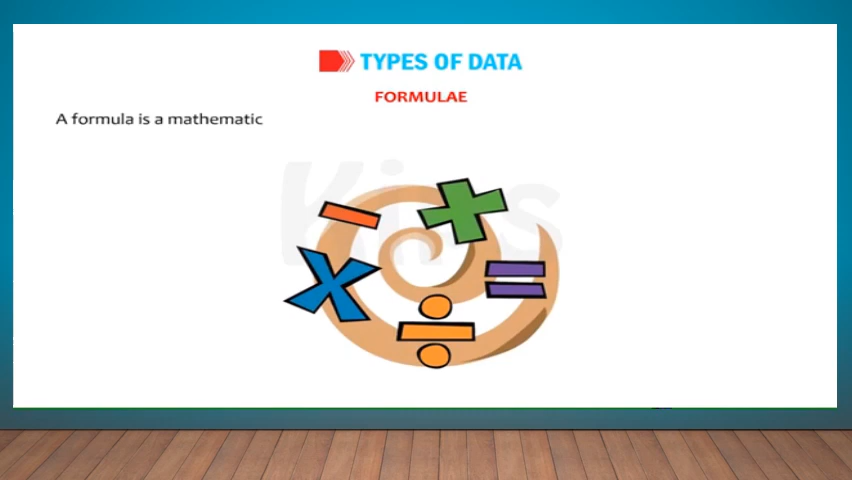 TYPES OF DATA
FORMULAE
A formula is a mathematic